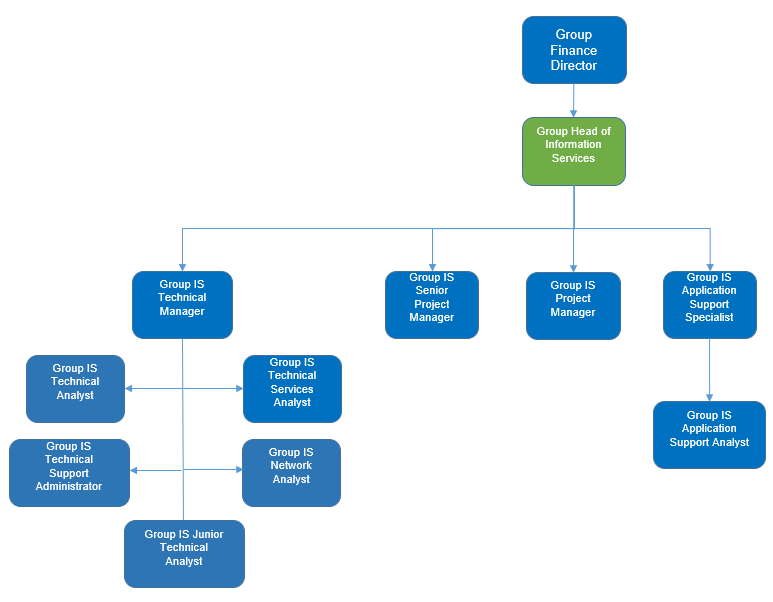 Group
Finance
Director
Group Head of
Information
Services
Group IS
Technical
Manager
Group IS
Senior
Project
Manager
Group IS
Project
Manager
Group IS
Application
Support
Specialist
Group IS
Technical
Analyst
Group IS
Technical
Services
Analyst
Group IS
Application
Support Analyst
Group IS
Technical
Support
Administrator
Group IS
Network
Analyst
Group IS Junior
Technical
Analyst